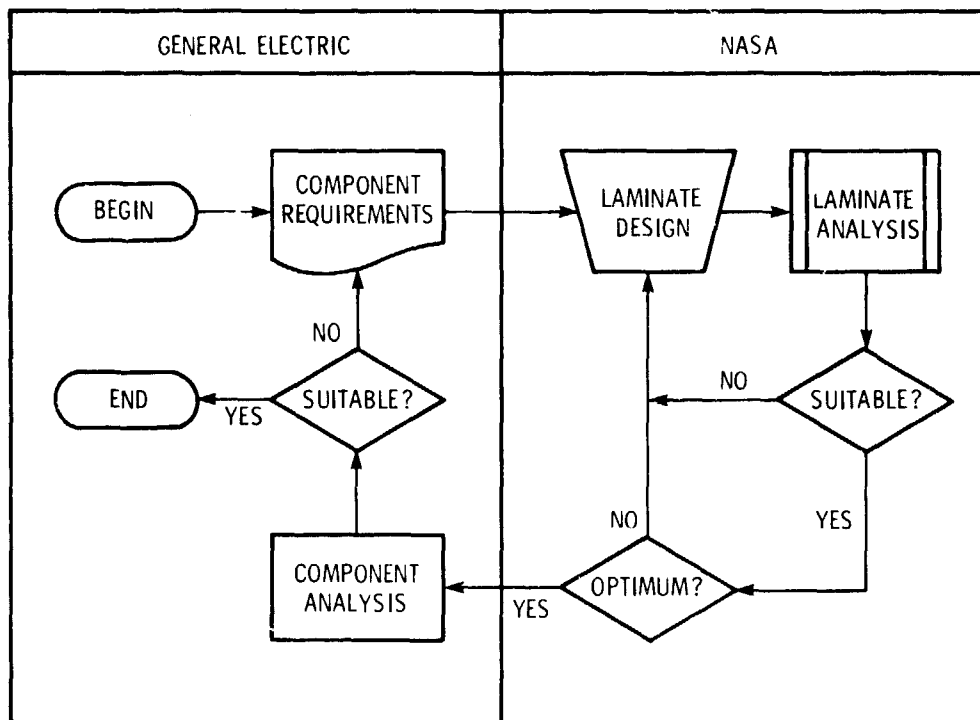 GENERAL ELECTRIC
NASA
BEGIN
COMPONENT
REQUIREMENTS
LAMINATE
DESIGN
LAMINATE
ANALYSIS
NO
END
YES
SUITABLE?
NO
SUITABLE?
YES
NO
COMPONENT
ANALYSIS
YES
OPTIMUM?